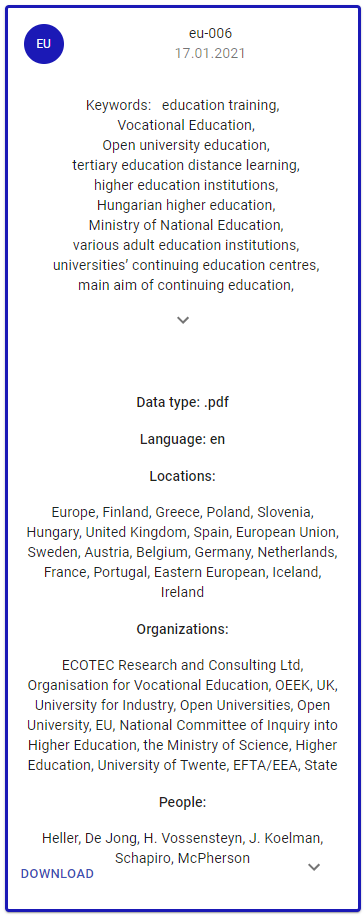 EU
eu-006
17.01.2021
Keywords: education training,
Vocational Education,
Open university education,
tertiary education distance learning,
higher education institutions,
Hungarian higher education,
Ministry of National Education,
various adult education institutions,
universities’ continuing education centres,
main aim of continuing education,
Data type: .pdf
Language: en
Locations:
Europe, Finland, Greece, Poland, Slovenia,
Hungary, United Kingdom, Spain, European Union,
Sweden, Austria, Belgium, Germany, Netherlands,
France, Portugal, Eastern European, Iceland,
Ireland
Organizations:
ECOTEC Research and Consulting Ltd,
Organisation for Vocational Education, OEEK, UK,
University for Industry, Open Universities, Open
University, EU, National Committee of Inquiry into
Higher Education, the Ministry of Science, Higher
Education, University of Twente, EFTA/EEA, State
People:
Heller, De Jong, H. Vossensteyn, J. Koelman,
Schapiro, McPherson
DOWNLOAD